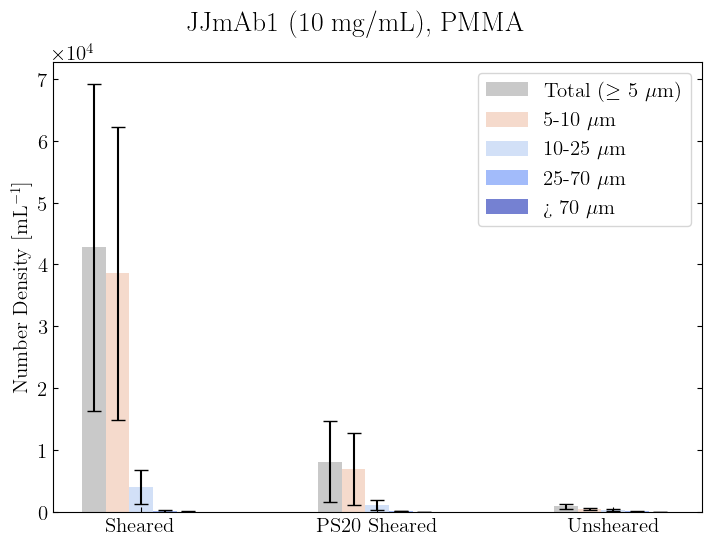 JJmAb1 (10 mg/mL), PMMA
×10⁴
7
6
5
4
3
2
1
0
Number Density [mL⁻¹]
Total (≥ 5 μm)
5-10 μm
10-25 μm
25-70 μm
¿ 70 μm
Sheared
PS20 Sheared
Unsheared